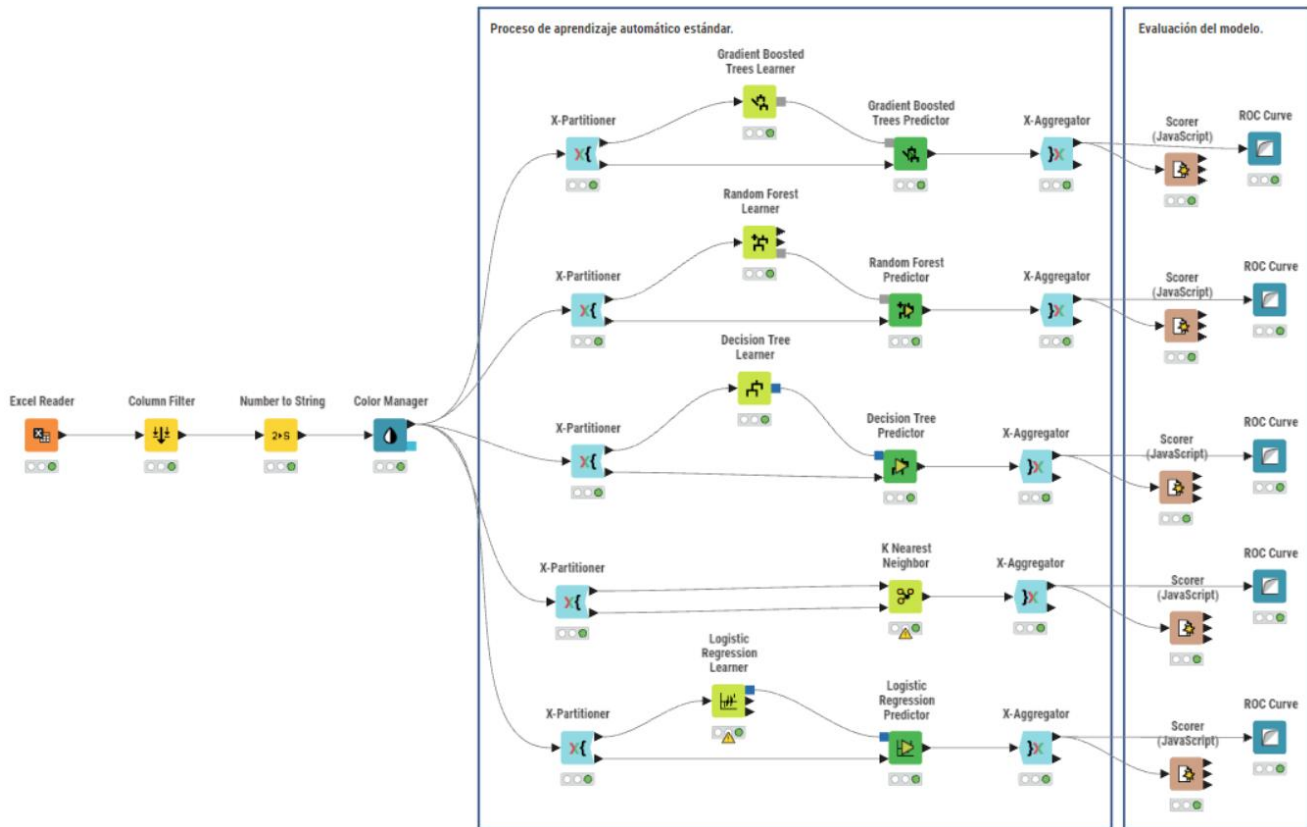 Proceso de aprendizaje automático estándar.
Evaluación del modelo.
Gradient Boosted
Trees Learner
X-Partitioner
Gradient Boosted
Trees Predictor
X-Aggregator
Scorer
(JavaScript)
ROC Curve
Random Forest
Learner
X-Partitioner
Random Forest
Predictor
X-Aggregator
Scorer
(JavaScript)
ROC Curve
Excel Reader
Column Filter
Number to String
2▸S
Color Manager
Decision Tree
Learner
X-Partitioner
Decision Tree
Predictor
X-Aggregator
Scorer
(JavaScript)
ROC Curve
X-Partitioner
K Nearest
Neighbor
X-Aggregator
Scorer
(JavaScript)
ROC Curve
Logistic
Regression
Learner
X-Partitioner
Logistic
Regression
Predictor
X-Aggregator
Scorer
(JavaScript)
ROC Curve